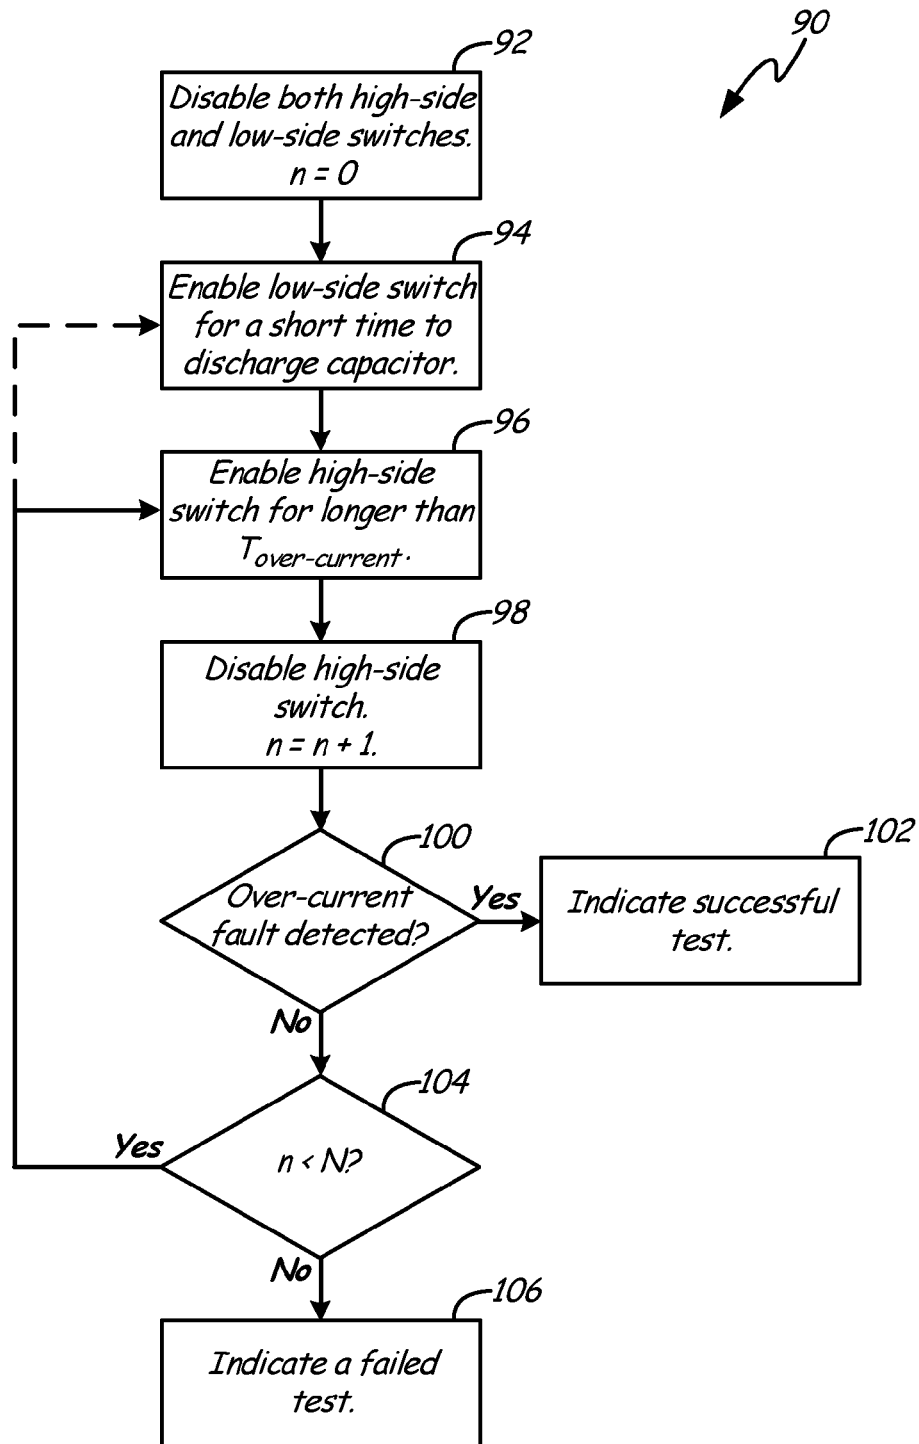 90
92
Disable both high-side
and low-side switches.
n = 0
94
Enable low-side switch
for a short time to
discharge capacitor.
96
Enable high-side
switch for longer than
Tover-current.
98
Disable high-side
switch.
n = n + 1.
100
Over-current
fault detected?
Yes
102
Indicate successful
test.
No
104
n < N?
Yes
No
106
Indicate a failed
test.